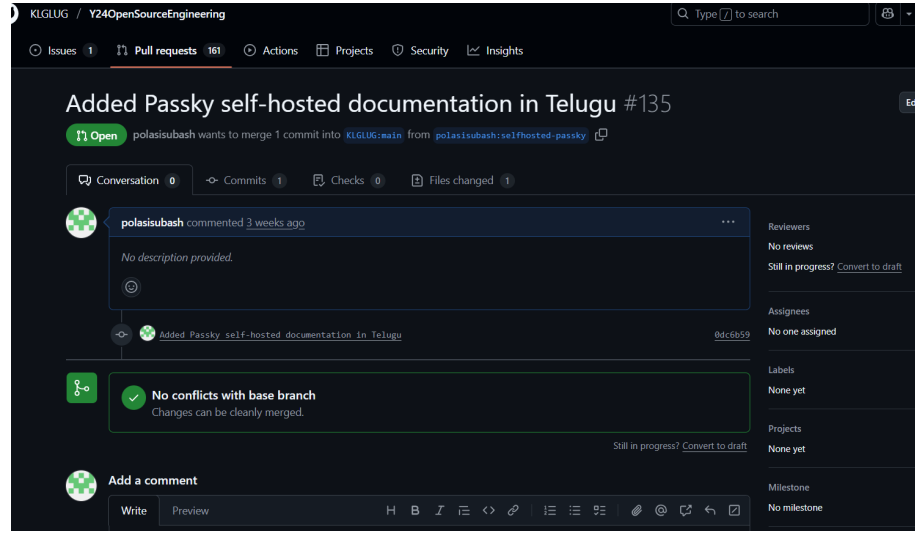 KLGLUG / Y24OpenSourceEngineering
Type / to search
Issues 1 Pull requests 161 Actions Projects Security Insights
Added Passky self-hosted documentation in Telugu #135
Open polasisubash wants to merge 1 commit into KLGLUG:main from polasisubash:selfhosted-passky
Conversation 0 Commits 1 Checks 0 Files changed 1
polasisubash commented 3 weeks ago
No description provided.
Added Passky self-hosted documentation in Telugu 0dc6b59
No conflicts with base branch
Changes can be cleanly merged.
Still in progress? Convert to draft
Add a comment
Write Preview
Reviewers
No reviews
Still in progress? Convert to draft
Assignees
No one assigned
Labels
None yet
Projects
None yet
Milestone
No milestone